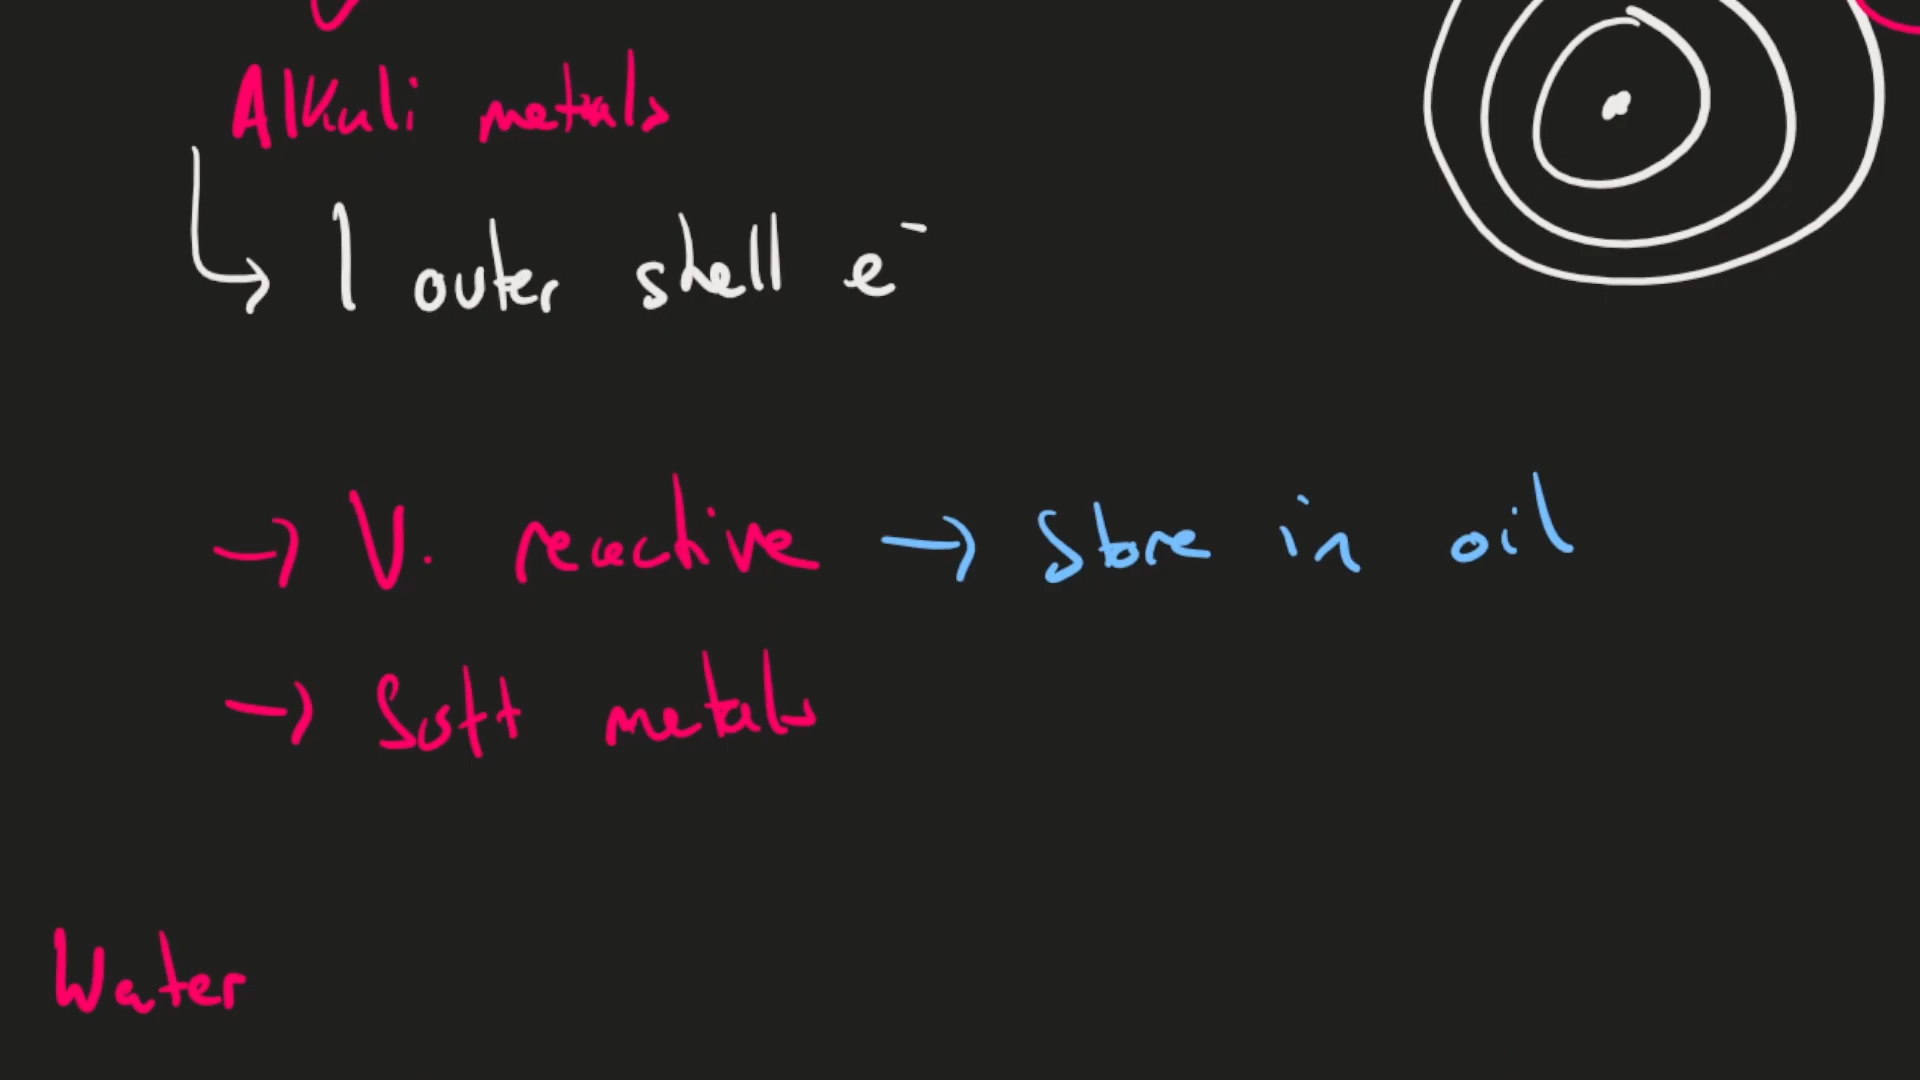 Alkali metals
↳ 1 outer shell e⁻
→ V. reactive → Store in oil
→ Soft metals
Water